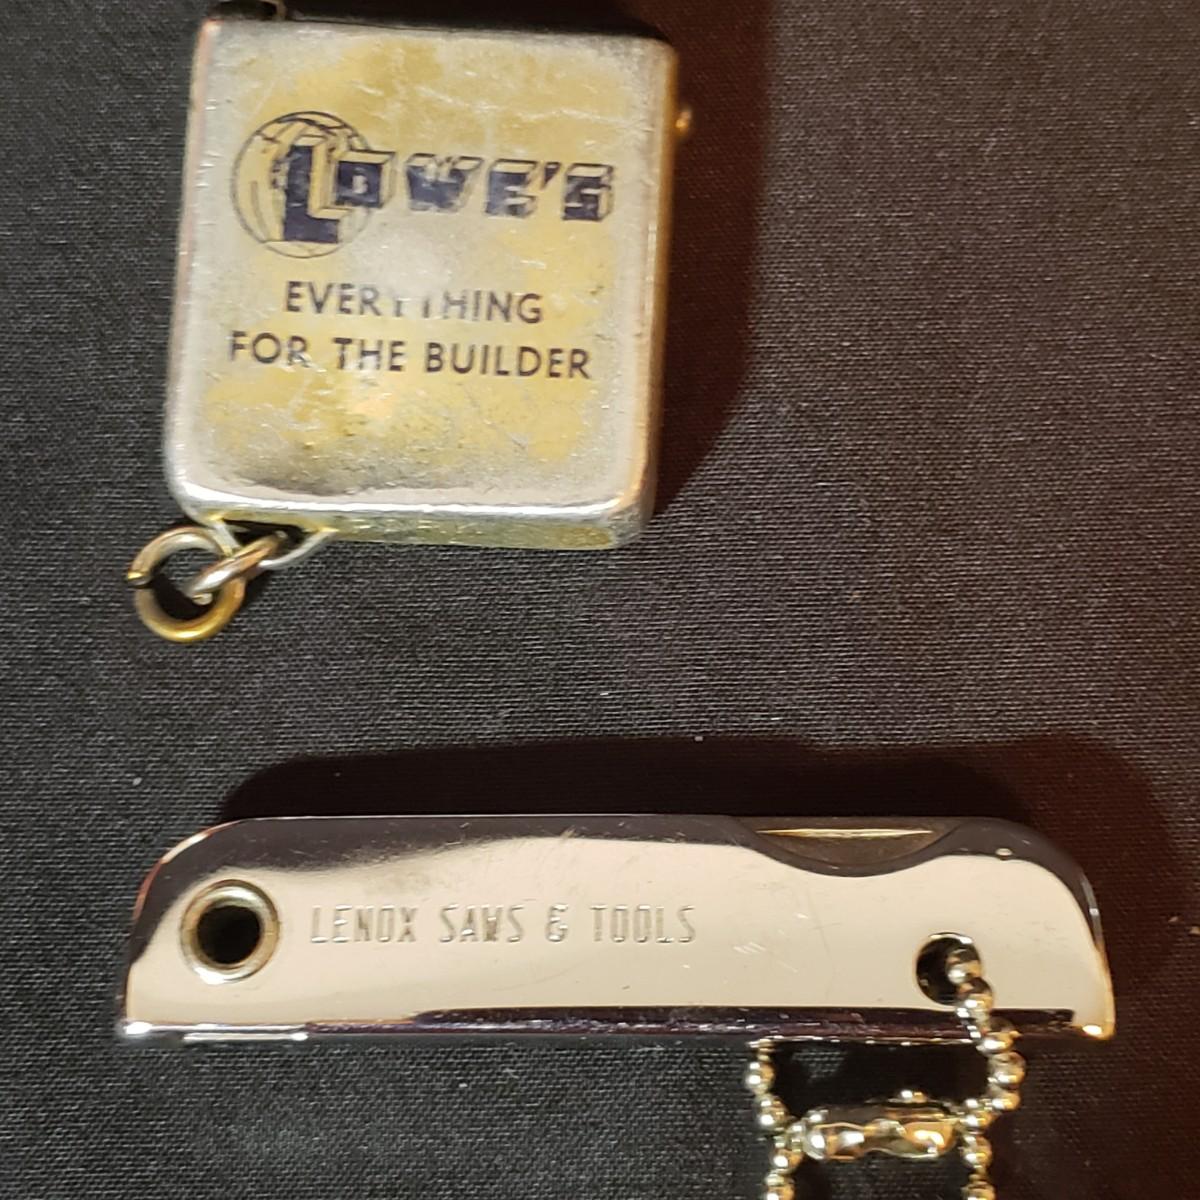 LOWE'S
EVERYTHING
FOR THE BUILDER
LENOX SAWS & TOOLS